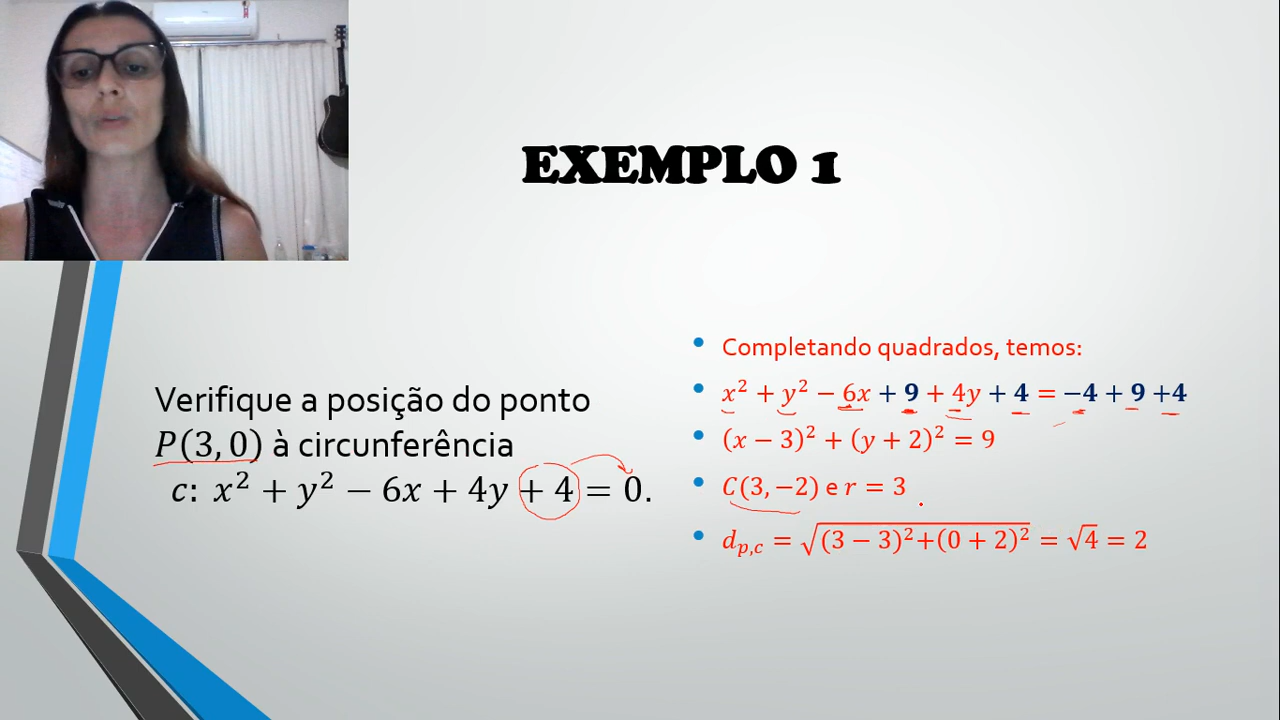 EXEMPLO 1
Verifique a posição do ponto
P(3, 0) à circunferência
c: x² + y² − 6x + 4y + 4 = 0.
Completando quadrados, temos:
x² + y² − 6x + 9 + 4y + 4 = −4 + 9 +4
(x − 3)² + (y + 2)² = 9
C(3, −2) e r = 3
d_{p,c} = √((3 − 3)²+(0 + 2)²) = √4 = 2